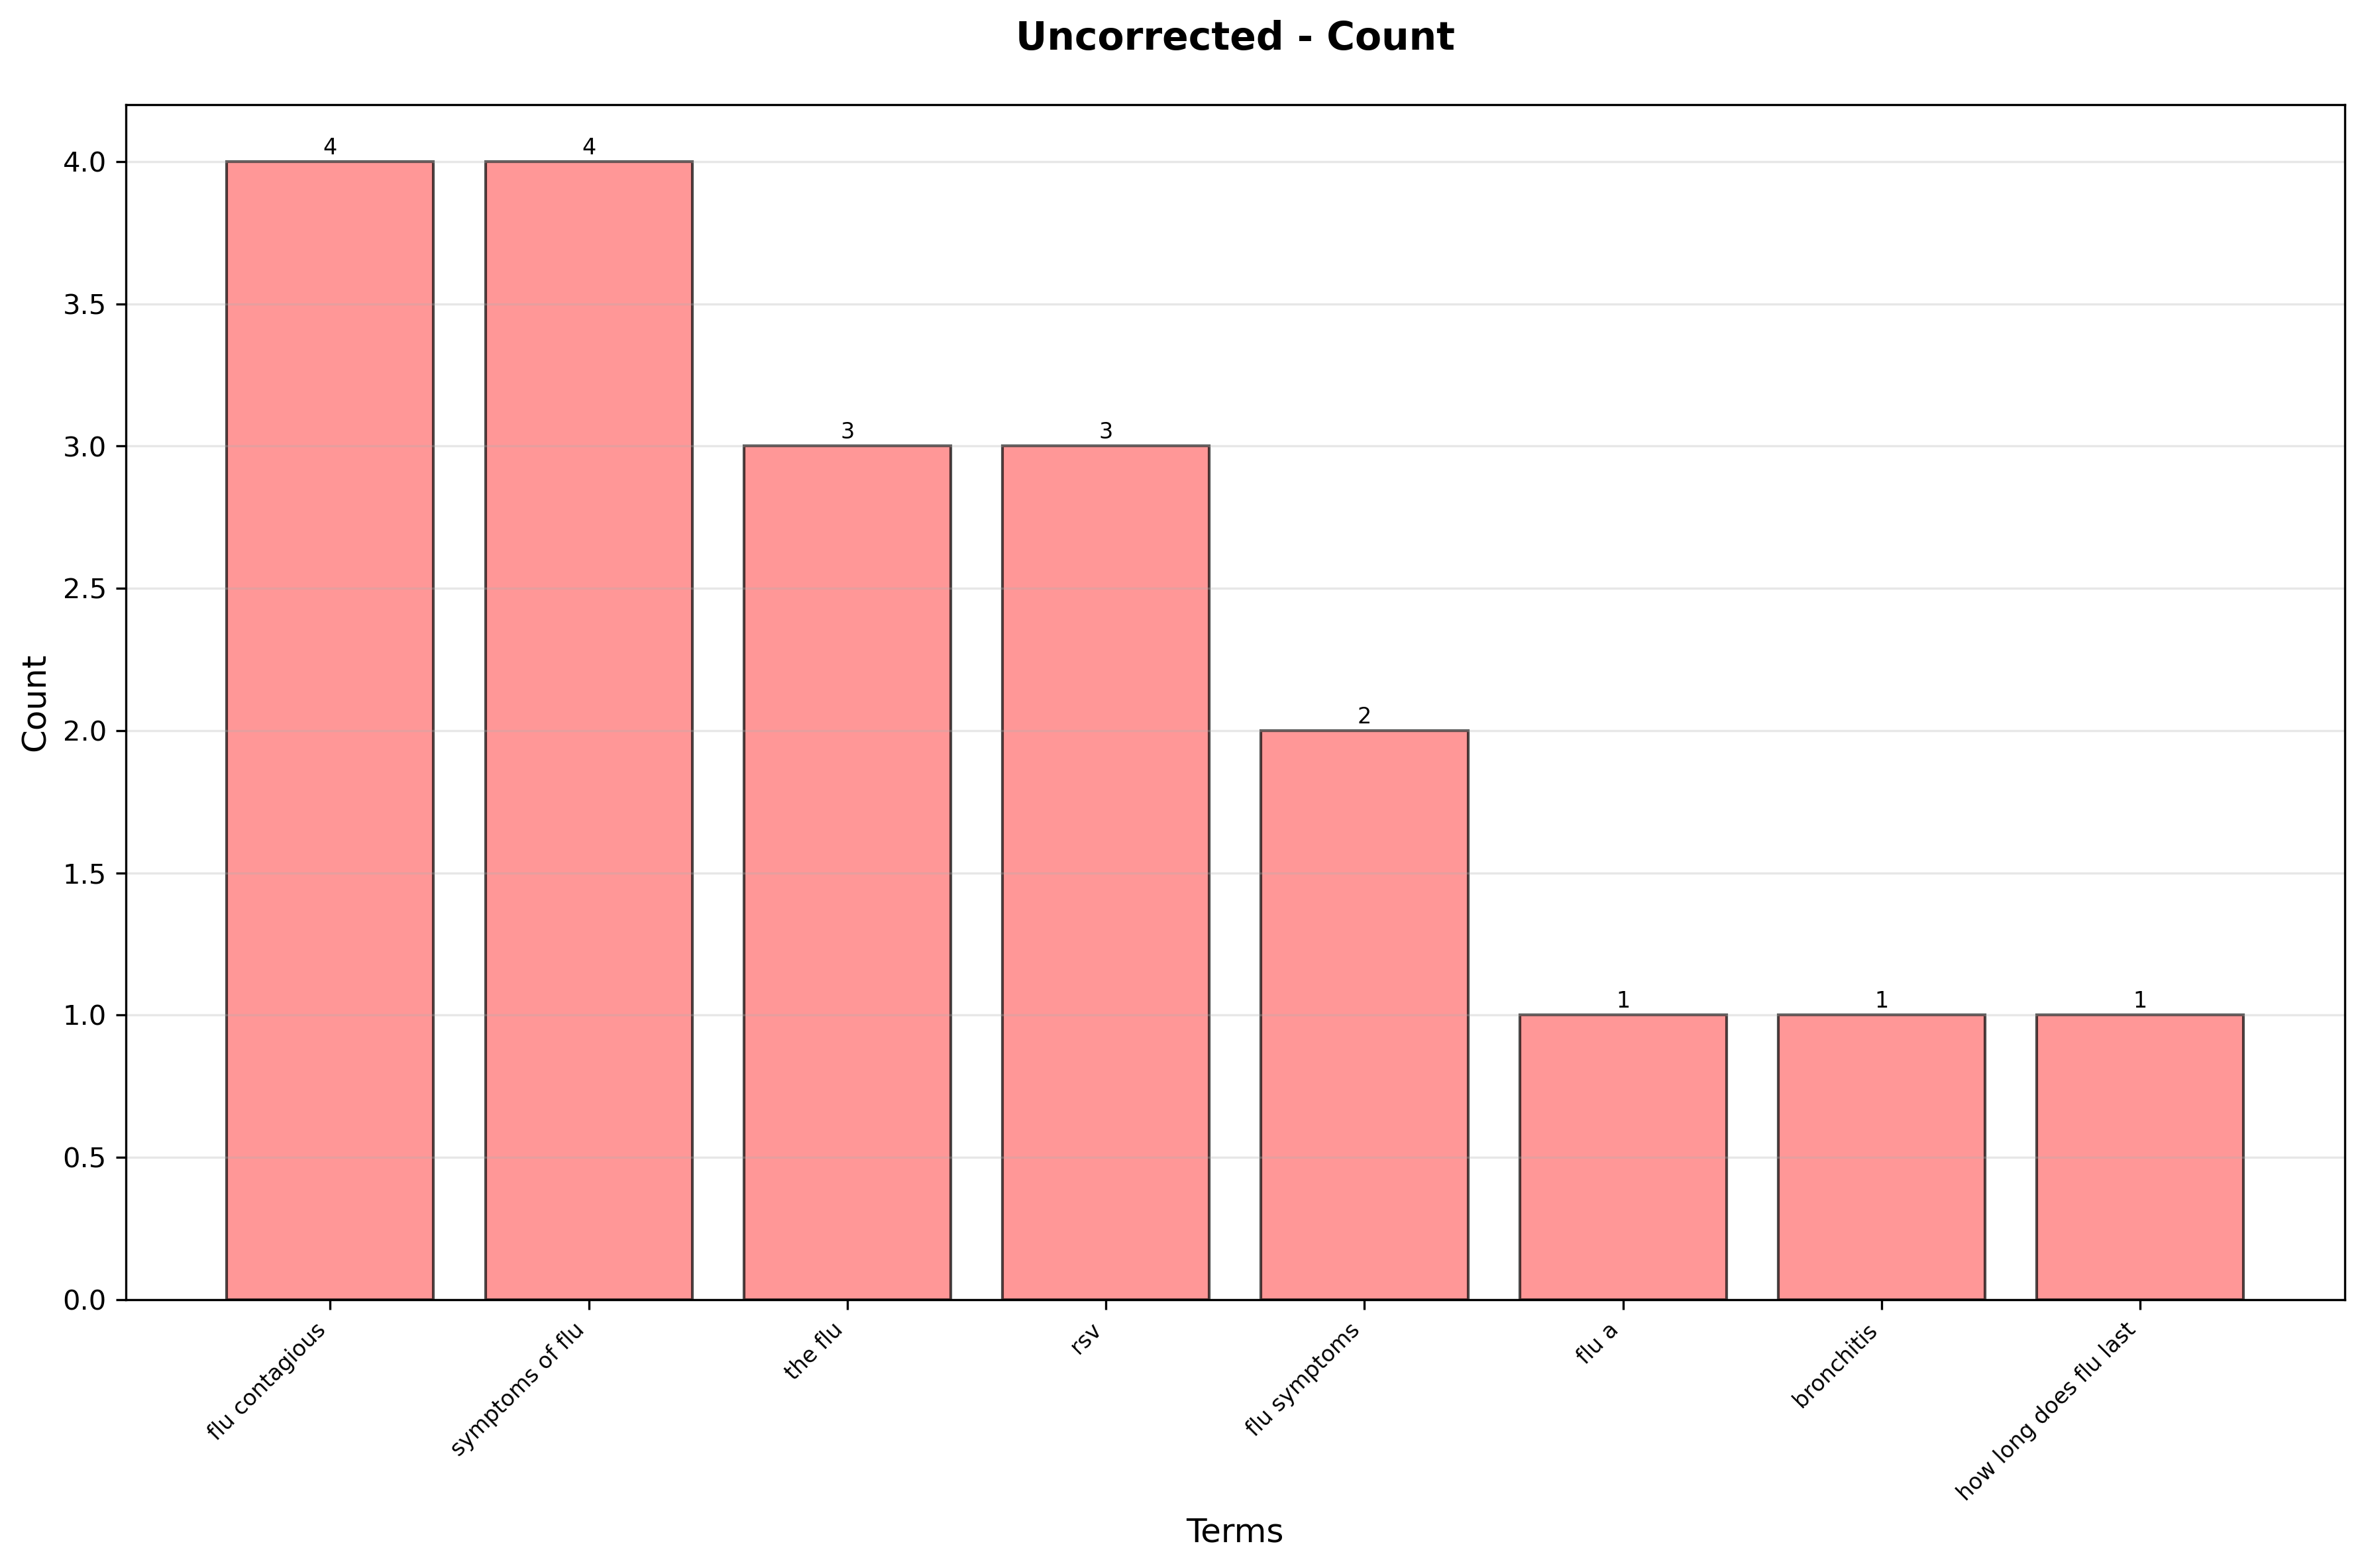 Uncorrected - Count
Count
4.0
3.5
3.0
2.5
2.0
1.5
1.0
0.5
0.0
4
4
3
3
2
1
1
1
flu contagious
symptoms of flu
the flu
rsv
flu symptoms
flu a
bronchitis
how long does flu last
Terms